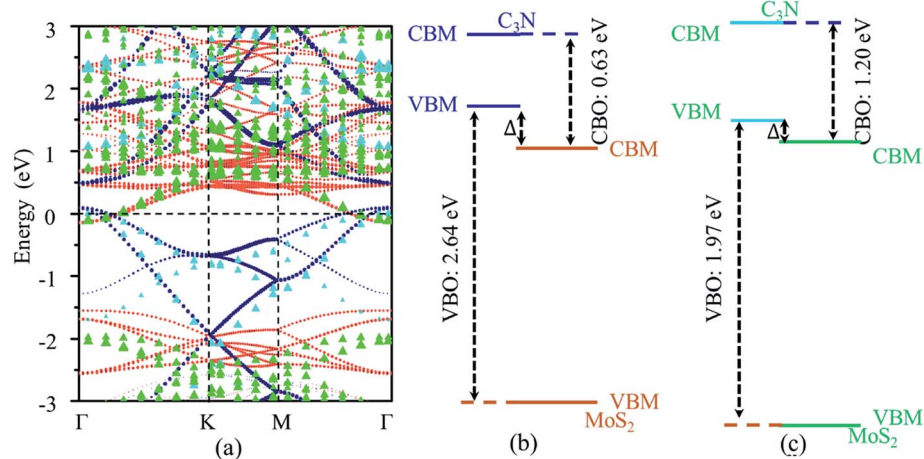 3
2
1
0
-1
-2
-3
Energy (eV)
Γ
K
M
Γ
(a)
C₃N
CBM
CBO: 0.63 eV
VBM
Δ
CBM
VBO: 2.64 eV
VBM
MoS₂
(b)
C₃N
CBM
CBO: 1.20 eV
VBM
Δ
CBM
VBO: 1.97 eV
VBM
MoS₂
(c)